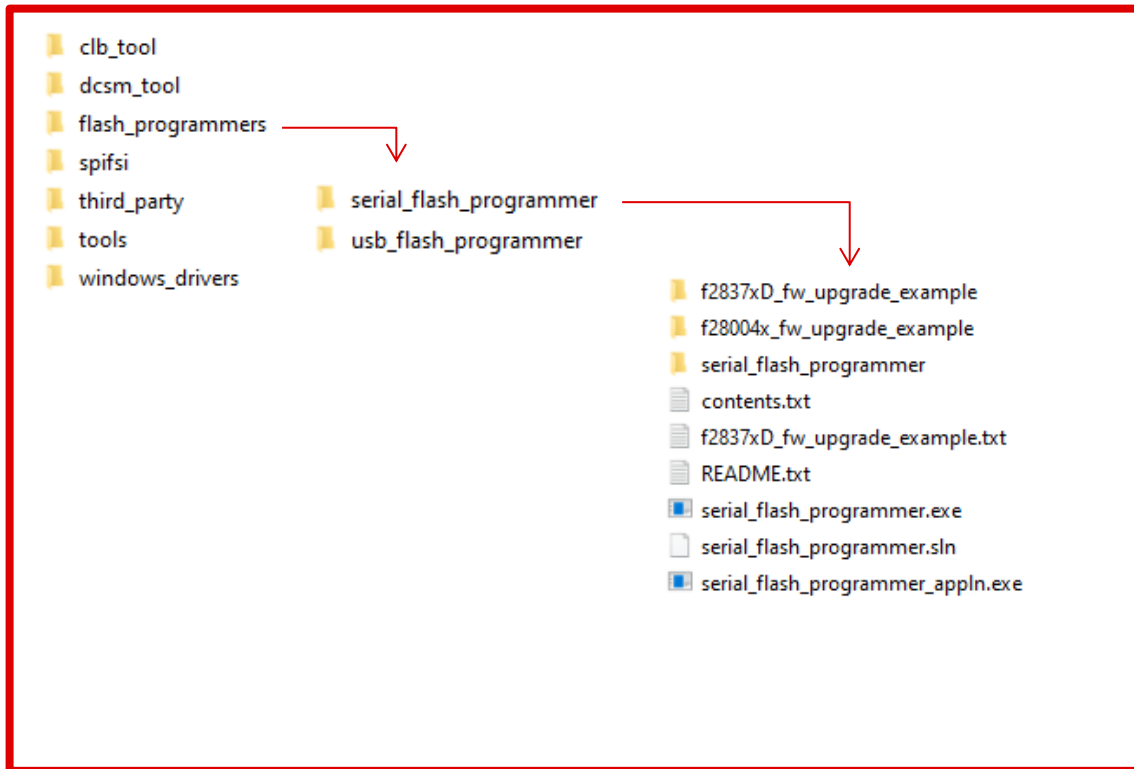 clb_tool
dcsm_tool
flash_programmers
spifsi
third_party
tools
windows_drivers
serial_flash_programmer
usb_flash_programmer
f2837xD_fw_upgrade_example
f28004x_fw_upgrade_example
serial_flash_programmer
contents.txt
f2837xD_fw_upgrade_example.txt
README.txt
serial_flash_programmer.exe
serial_flash_programmer.sln
serial_flash_programmer_appln.exe